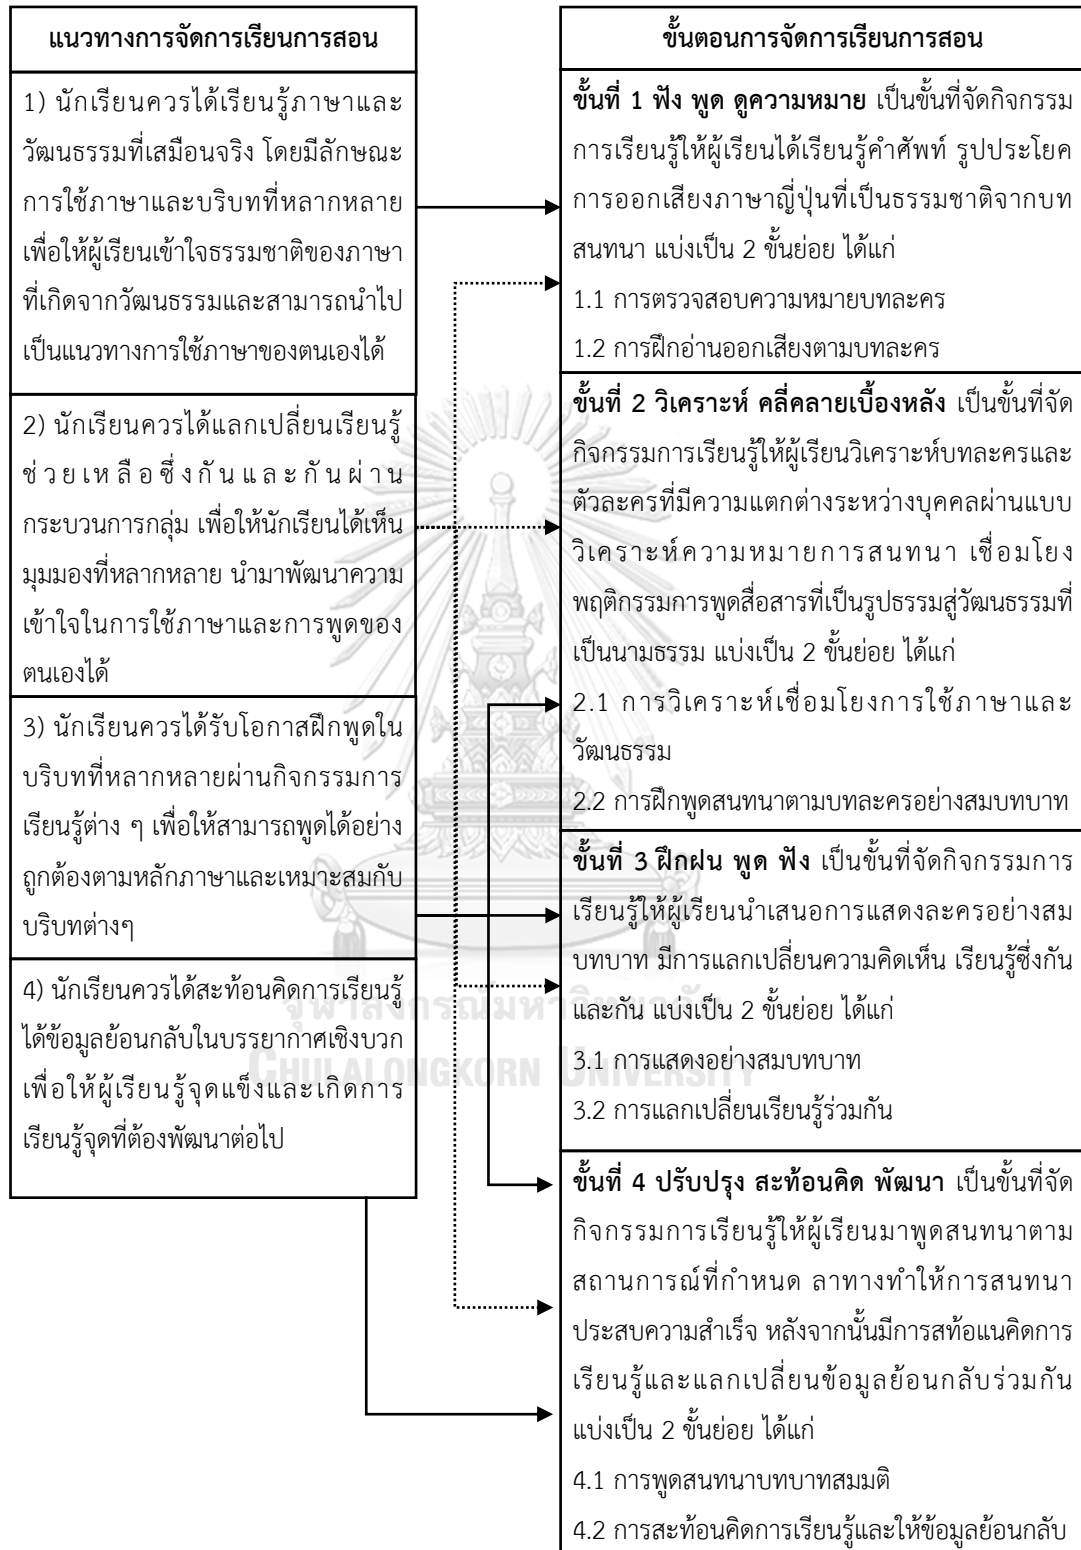 แนวทางการจัดการเรียนการสอน
1) นักเรียนควรได้เรียนรู้ภาษาและ
วัฒนธรรมที่เสมือนจริง โดยมีลักษณะ
การใช้ภาษาและบริบทที่หลากหลาย
เพื่อให้ผู้เรียนเข้าใจธรรมชาติของภาษา
ที่เกิดจากวัฒนธรรมและสามารถนำไป
เป็นแนวทางการใช้ภาษาของตนเองได้
2) นักเรียนควรได้แลกเปลี่ยนเรียนรู้
ช่วยเหลือซึ่งกันและกันผ่าน
กระบวนการกลุ่ม เพื่อให้นักเรียนได้เห็น
มุมมองที่หลากหลาย นำมาพัฒนาความ
เข้าใจในการใช้ภาษาและการพูดของ
ตนเองได้
3) นักเรียนควรได้รับโอกาสฝึกพูดใน
บริบทที่หลากหลายผ่านกิจกรรมการ
เรียนรู้ต่าง ๆ เพื่อให้สามารถพูดได้อย่าง
ถูกต้องตามหลักภาษาและเหมาะสมกับ
บริบทต่างๆ
4) นักเรียนควรได้สะท้อนคิดการเรียนรู้
ได้ข้อมูลย้อนกลับในบรรยากาศเชิงบวก
เพื่อให้ผู้เรียนรู้จุดแข็งและเกิดการ
เรียนรู้จุดที่ต้องพัฒนาต่อไป
ขั้นตอนการจัดการเรียนการสอน
ขั้นที่ 1 ฟัง พูด ดูความหมาย เป็นขั้นที่จัดกิจกรรม
การเรียนรู้ให้ผู้เรียนได้เรียนรู้คำศัพท์ รูปประโยค
การออกเสียงภาษาญี่ปุ่นที่เป็นธรรมชาติจากบท
สนทนา แบ่งเป็น 2 ขั้นย่อย ได้แก่
1.1 การตรวจสอบความหมายบทละคร
1.2 การฝึกอ่านออกเสียงตามบทละคร
ขั้นที่ 2 วิเคราะห์ คลี่คลายเบื้องหลัง เป็นขั้นที่จัด
กิจกรรมการเรียนรู้ให้ผู้เรียนวิเคราะห์บทละครและ
ตัวละครที่มีความแตกต่างระหว่างบุคคลผ่านแบบ
วิเคราะห์ความหมายการสนทนา เชื่อมโยง
พฤติกรรมการพูดสื่อสารที่เป็นรูปธรรมสู่วัฒนธรรมที่
เป็นนามธรรม แบ่งเป็น 2 ขั้นย่อย ได้แก่
2.1 การวิเคราะห์เชื่อมโยงการใช้ภาษาและ
วัฒนธรรม
2.2 การฝึกพูดสนทนาตามบทละครอย่างสมบทบาท
ขั้นที่ 3 ฝึกฝน พูด ฟัง เป็นขั้นที่จัดกิจกรรมการ
เรียนรู้ให้ผู้เรียนนำเสนอการแสดงละครอย่างสม
บทบาท มีการแลกเปลี่ยนความคิดเห็น เรียนรู้ซึ่งกัน
และกัน แบ่งเป็น 2 ขั้นย่อย ได้แก่
3.1 การแสดงอย่างสมบทบาท
3.2 การแลกเปลี่ยนเรียนรู้ร่วมกัน
ขั้นที่ 4 ปรับปรุง สะท้อนคิด พัฒนา เป็นขั้นที่จัด
กิจกรรมการเรียนรู้ให้ผู้เรียนมาพูดสนทนาตาม
สถานการณ์ที่กำหนด ลาทางทำให้การสนทนา
ประสบความสำเร็จ หลังจากนั้นมีการสท้อแนคิดการ
เรียนรู้และแลกเปลี่ยนข้อมูลย้อนกลับร่วมกัน
แบ่งเป็น 2 ขั้นย่อย ได้แก่
4.1 การพูดสนทนาบทบาทสมมติ
4.2 การสะท้อนคิดการเรียนรู้และให้ข้อมูลย้อนกลับ
จุฬาลงกรณ์มหาวิทยาลัย
CHULALONGKORN UNIVERSITY